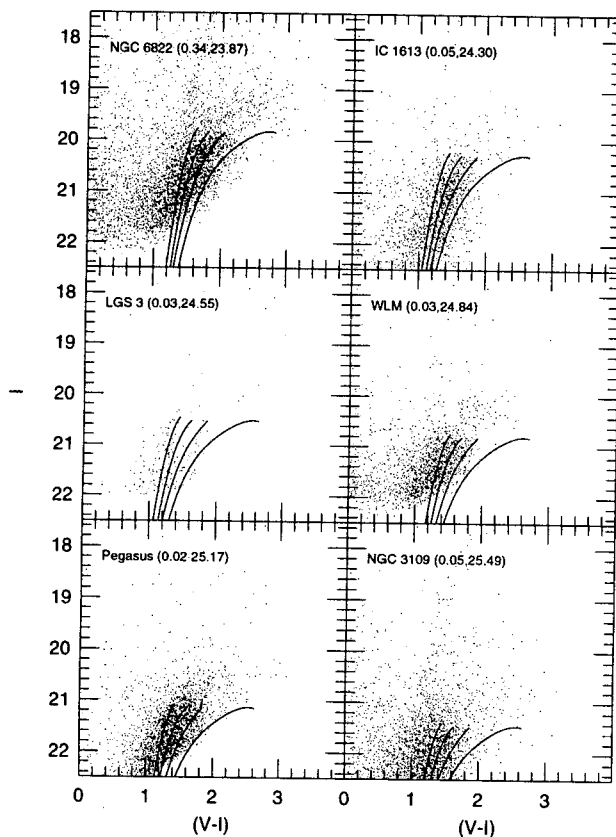 18
19
20
21
22
NGC 6822 (0.34,23.87)
IC 1613 (0.05,24.30)
18
19
20
21
22
LGS 3 (0.03,24.55)
WLM (0.03,24.84)
I
18
19
20
21
22
Pegasus (0.02 25.17)
NGC 3109 (0.05,25.49)
0 1 2 3 0 1 2 3
(V-I) (V-I)